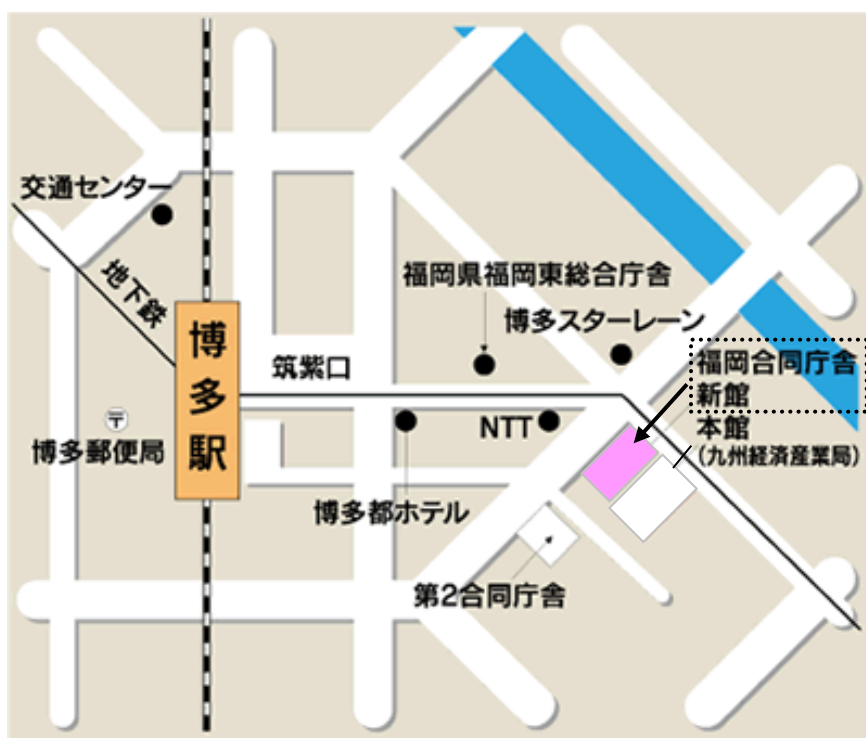 交通センター
地下鉄
福岡県福岡東総合庁舎
博多スターレーン
博多駅
筑紫口
福岡合同庁舎
新館
本館
(九州経済産業局)
〒
博多郵便局
NTT
博多都ホテル
第2合同庁舎